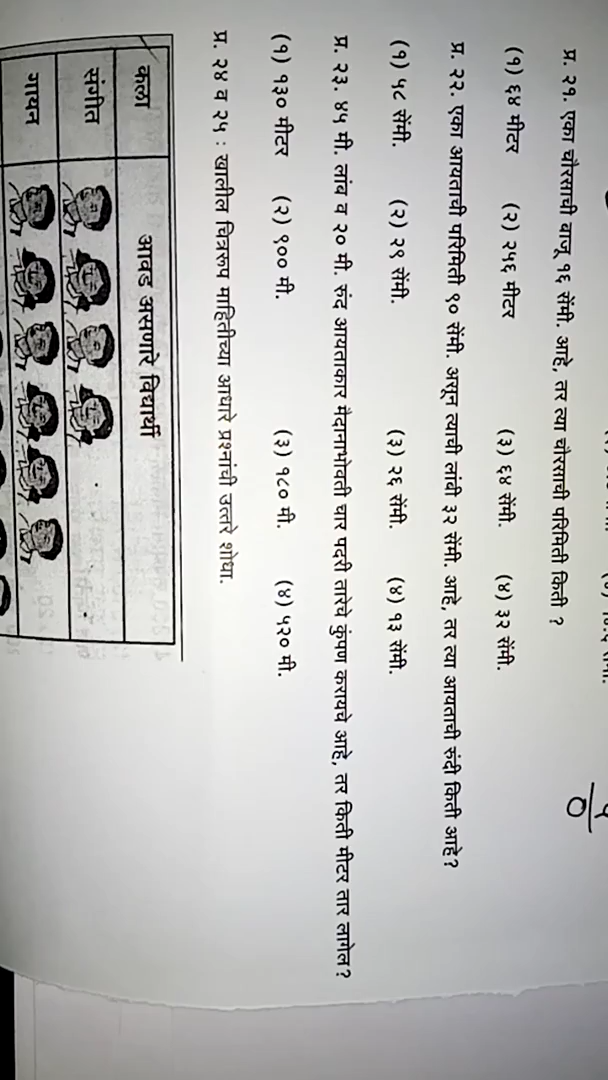 प्र. २१. एका चौरसाची बाजू १६ सेंमी. आहे, तर त्या चौरसाची परिमिती किती ?
(१) ६४ मीटर (२) २५६ मीटर (३) ६४ सेंमी. (४) ३२ सेंमी.
प्र. २२. एका आयताची परिमिती ९० सेंमी. असून त्याची लांबी ३२ सेंमी. आहे, तर त्या आयताची रुंदी किती आहे?
(१) ५८ सेंमी. (२) २९ सेंमी. (३) २६ सेंमी. (४) १३ सेंमी.
प्र. २३. ४५ मी. लांब व २० मी. रुंद आयताकार मैदानाभोवती चार पदरी तारेचे कुंपण करायचे आहे, तर किती मीटर तार लागेल ?
(१) १३० मीटर (२) ९०० मी. (३) १८० मी. (४) ५२० मी.
प्र. २४ व २५ : खालील चित्ररूप माहितीच्या आधारे प्रश्नांची उत्तरे शोधा.
कला आवड असणारे विद्यार्थी
संगीत
गायन